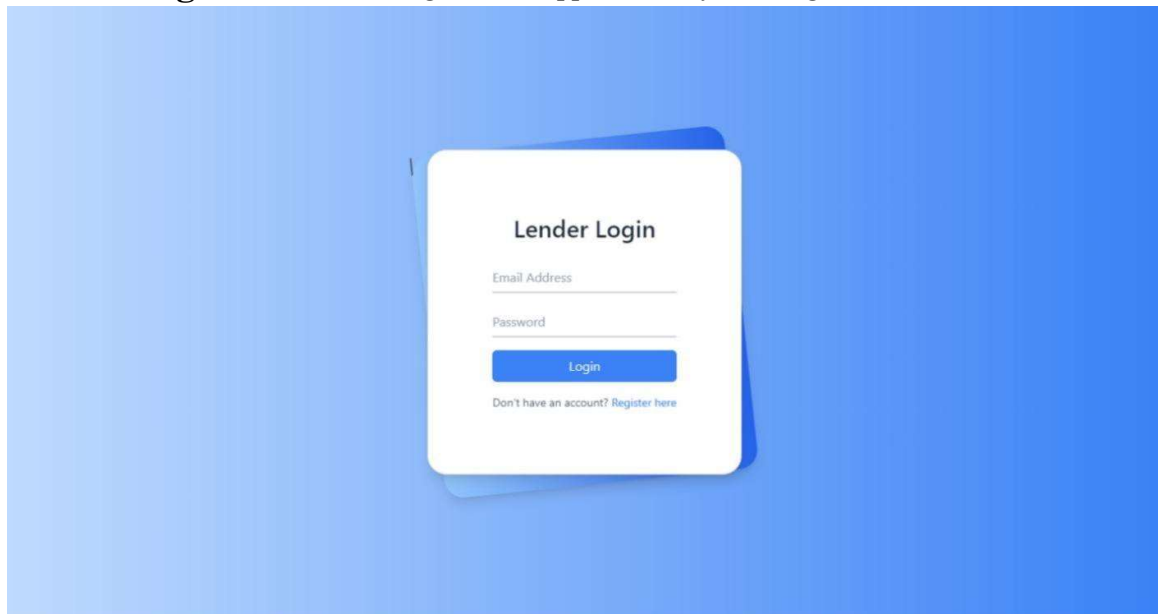 Lender Login
Email Address
Password
Login
Don't have an account? Register here